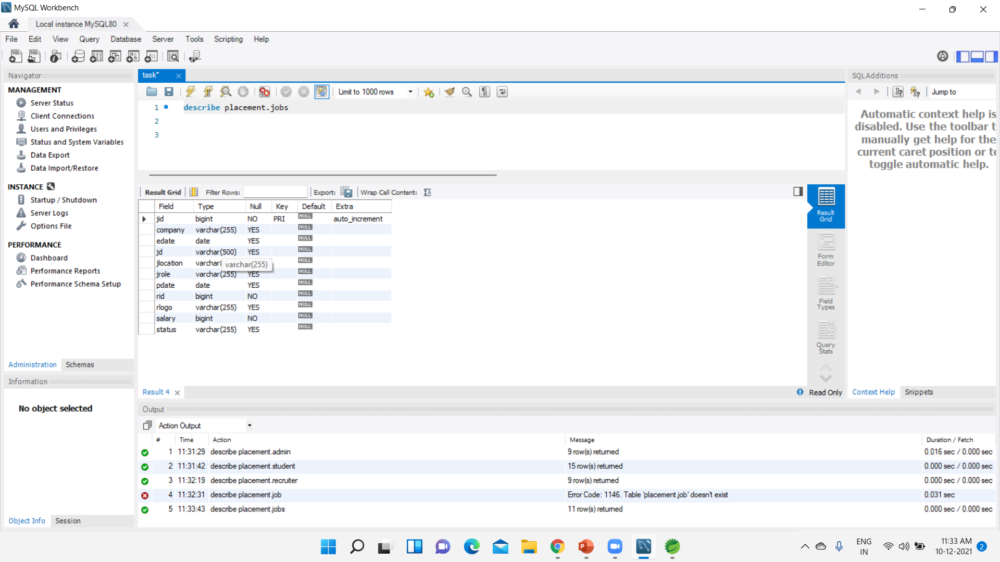 MySQL Workbench
Local instance MySQL80
File Edit View Query Database Server Tools Scripting Help
Navigator
MANAGEMENT
Server Status
Client Connections
Users and Privileges
Status and System Variables
Data Export
Data Import/Restore
INSTANCE
Startup / Shutdown
Server Logs
Options File
PERFORMANCE
Dashboard
Performance Reports
Performance Schema Setup
Administration Schemas
Information
No object selected
Object Info Session
task*
Limit to 1000 rows
1 describe placement.jobs
2
3
Result Grid Filter Rows: Export: Wrap Cell Content:
Field Type Null Key Default Extra
jid bigint NO PRI NULL auto_increment
company varchar(255) YES NULL
edate date YES NULL
jd varchar(500) YES NULL
jlocation varchar( NULL
varchar(255)
jrole varchar(255) YES NULL
pdate date YES NULL
rid bigint NO NULL
rlogo varchar(255) YES NULL
salary bigint NO NULL
status varchar(255) YES NULL
Result Grid
Form Editor
Field Types
Query Stats
Result 4
Read Only
SQLAdditions
Jump to
Automatic context help is
disabled. Use the toolbar t
manually get help for the
current caret position or to
toggle automatic help.
Context Help Snippets
Output
Action Output
# Time Action Message Duration / Fetch
1 11:31:29 describe placement.admin 9 row(s) returned 0.016 sec / 0.000 sec
2 11:31:42 describe placement.student 15 row(s) returned 0.000 sec / 0.000 sec
3 11:32:19 describe placement.recruiter 9 row(s) returned 0.000 sec / 0.000 sec
4 11:32:31 describe placement.job Error Code: 1146. Table 'placement.job' doesn't exist 0.031 sec
5 11:33:43 describe placement.jobs 11 row(s) returned 0.000 sec / 0.000 sec
ENG
IN
11:33 AM
10-12-2021
2